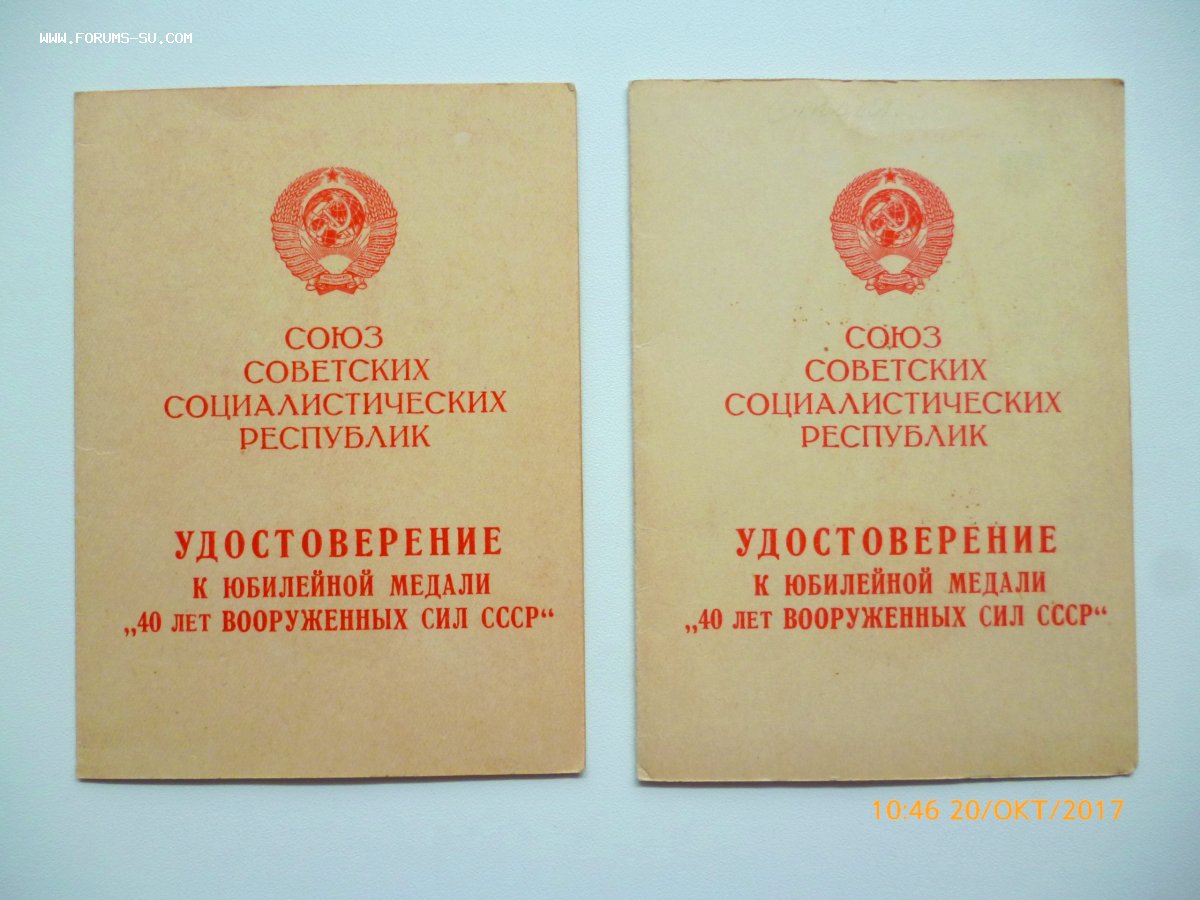 WWW.FORUMS-SU.COM
СОЮЗ
СОВЕТСКИХ
СОЦИАЛИСТИЧЕСКИХ
РЕСПУБЛИК
УДОСТОВЕРЕНИЕ
К ЮБИЛЕЙНОЙ МЕДАЛИ
„40 ЛЕТ ВООРУЖЕННЫХ СИЛ СССР“
СОЮЗ
СОВЕТСКИХ
СОЦИАЛИСТИЧЕСКИХ
РЕСПУБЛИК
УДОСТОВЕРЕНИЕ
К ЮБИЛЕЙНОЙ МЕДАЛИ
„40 ЛЕТ ВООРУЖЕННЫХ СИЛ СССР“
10:46 20/ОКТ/2017